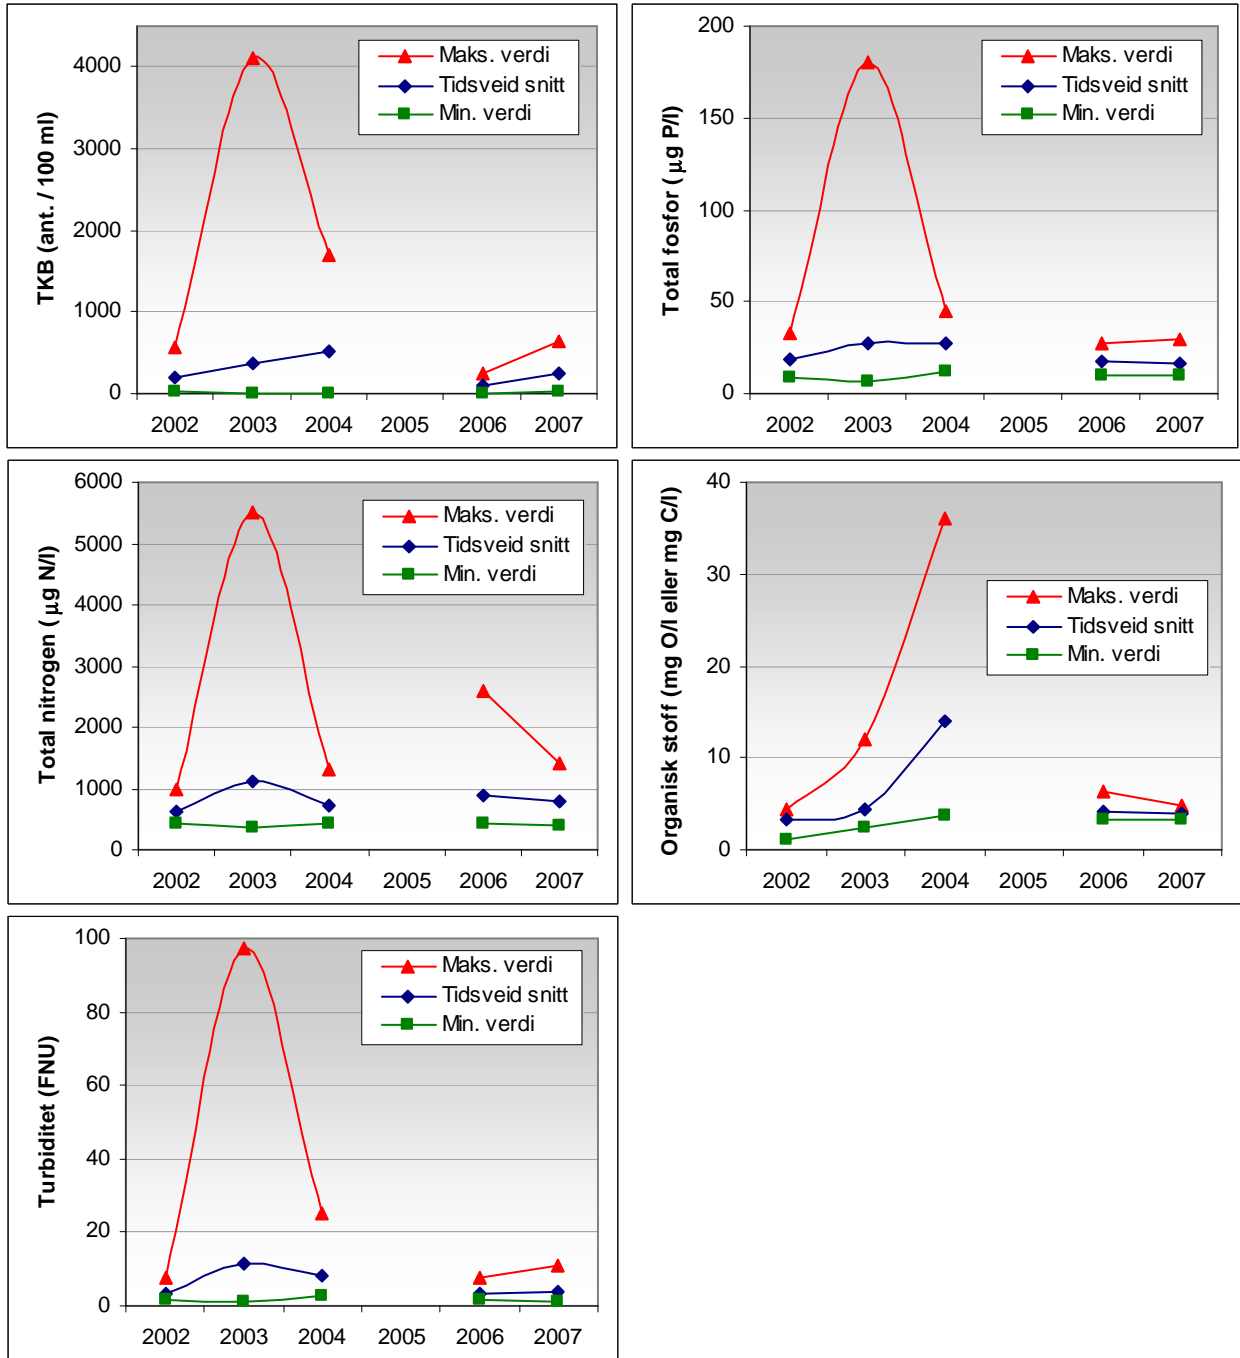 TKB (ant. / 100 ml)
4000
3000
2000
1000
0
Maks. verdi
Tidsveid snitt
Min. verdi
2002 2003 2004 2005 2006 2007
Total fosfor (µg P/l)
200
150
100
50
0
Maks. verdi
Tidsveid snitt
Min. verdi
2002 2003 2004 2005 2006 2007
Total nitrogen (µg N/l)
6000
5000
4000
3000
2000
1000
0
Maks. verdi
Tidsveid snitt
Min. verdi
2002 2003 2004 2005 2006 2007
Organisk stoff (mg O/l eller mg C/l)
40
30
20
10
0
Maks. verdi
Tidsveid snitt
Min. verdi
2002 2003 2004 2005 2006 2007
Turbiditet (FNU)
100
80
60
40
20
0
Maks. verdi
Tidsveid snitt
Min. verdi
2002 2003 2004 2005 2006 2007